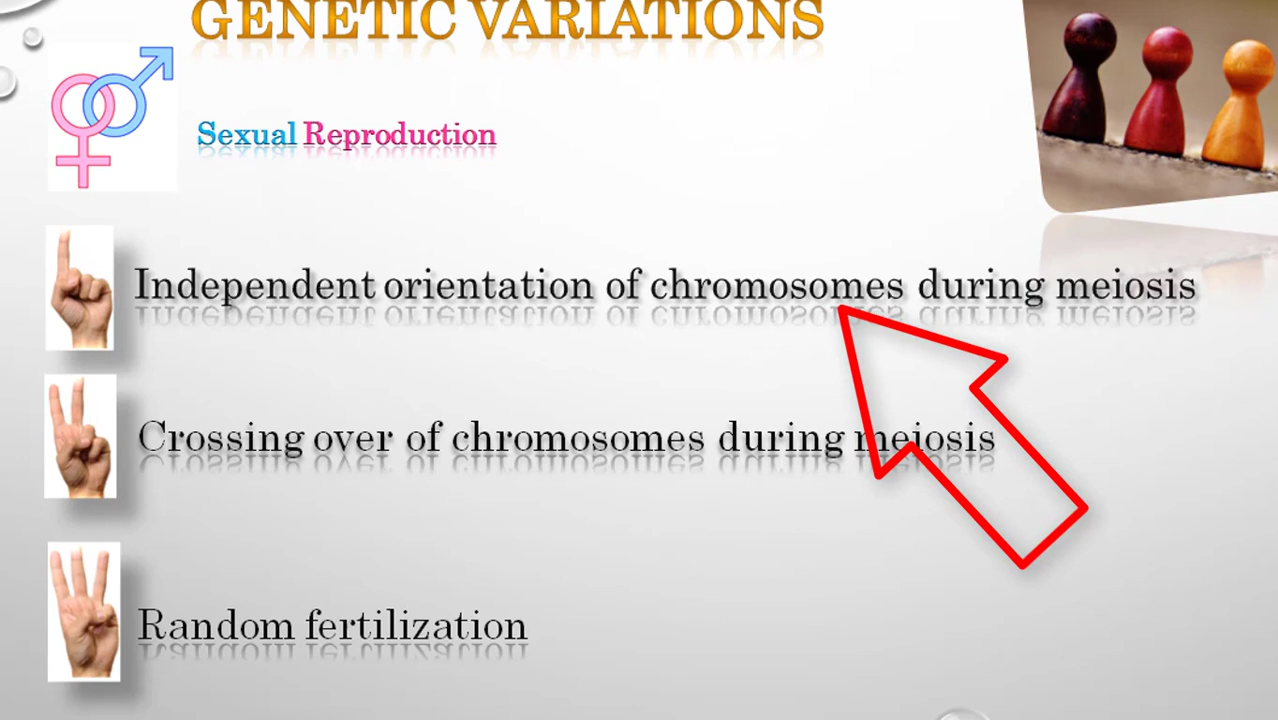 GENETIC VARIATIONS
Sexual Reproduction
Independent orientation of chromosomes during meiosis
Crossing over of chromosomes during meiosis
Random fertilization